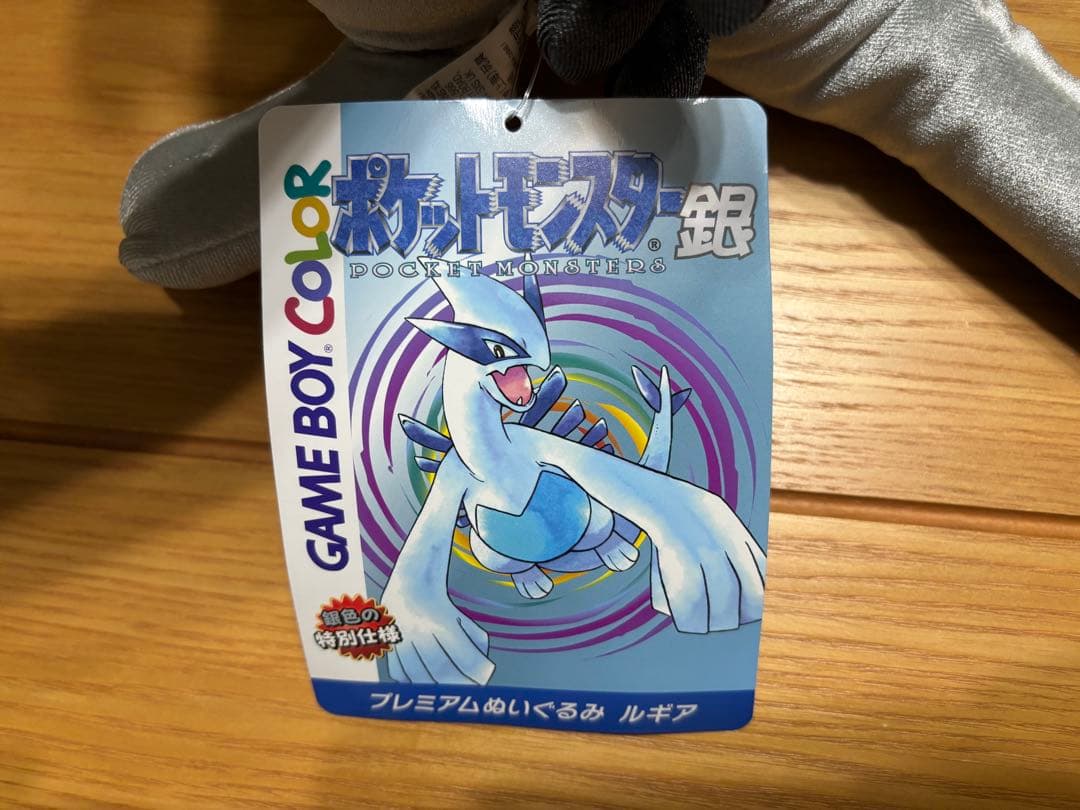 GAME BOY® COLOR
ポケットモンスター® 銀
POCKET MONSTERS
銀色の
特別仕様
プレミアムぬいぐるみ ルギア